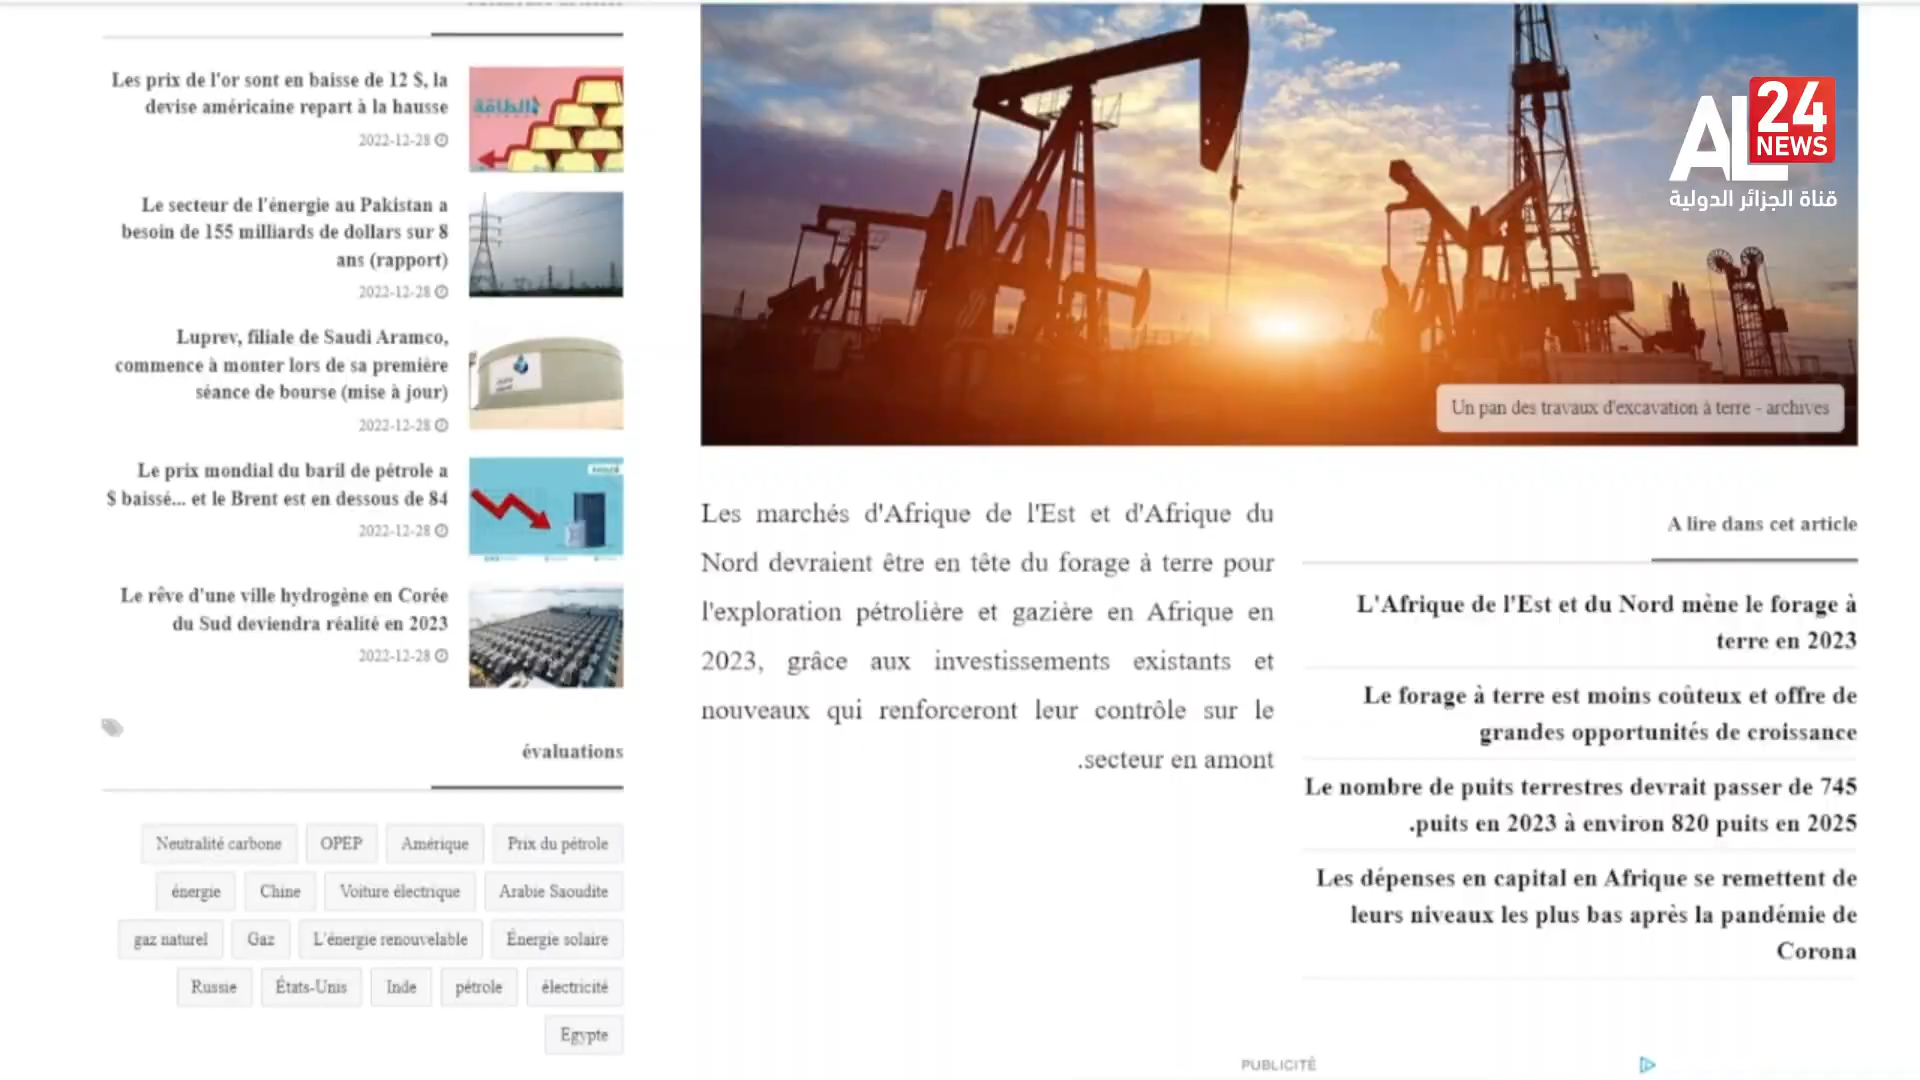 Les prix de l'or sont en baisse de 12 $, la
devise américaine repart à la hausse
2022-12-28
Le secteur de l'énergie au Pakistan a
besoin de 155 milliards de dollars sur 8
ans (rapport)
2022-12-28
Luprev, filiale de Saudi Aramco,
commence à monter lors de sa première
séance de bourse (mise à jour)
2022-12-28
Le prix mondial du baril de pétrole a
$ baissé... et le Brent est en dessous de 84
2022-12-28
Le rêve d'une ville hydrogène en Corée
du Sud deviendra réalité en 2023
2022-12-28
évaluations
Neutralité carbone
OPEP
Amérique
Prix du pétrole
énergie
Chine
Voiture électrique
Arabie Saoudite
gaz naturel
Gaz
L'énergie renouvelable
Énergie solaire
Russie
États-Unis
Inde
pétrole
électricité
Egypte
AL
24
NEWS
قناة الجزائر الدولية
Un pan des travaux d'excavation à terre - archives
Les marchés d'Afrique de l'Est et d'Afrique du
Nord devraient être en tête du forage à terre pour
l'exploration pétrolière et gazière en Afrique en
2023, grâce aux investissements existants et
nouveaux qui renforceront leur contrôle sur le
.secteur en amont
A lire dans cet article
L'Afrique de l'Est et du Nord mène le forage à
terre en 2023
Le forage à terre est moins coûteux et offre de
grandes opportunités de croissance
Le nombre de puits terrestres devrait passer de 745
.puits en 2023 à environ 820 puits en 2025
Les dépenses en capital en Afrique se remettent de
leurs niveaux les plus bas après la pandémie de
Corona
PUBLICITÉ